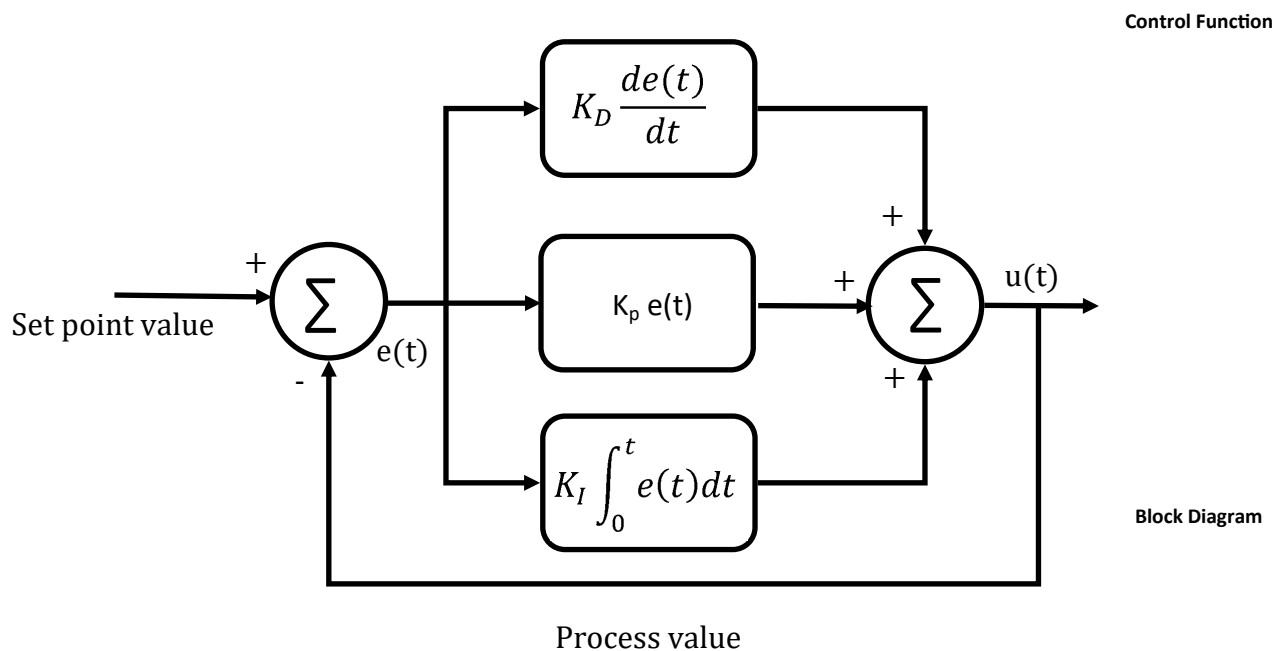 Control Function
K_D de(t)/dt
+
+
Σ
+
K_p e(t)
Σ
u(t)
Set point value
e(t)
-
+
K_I ∫_0^t e(t)dt
Block Diagram
Process value